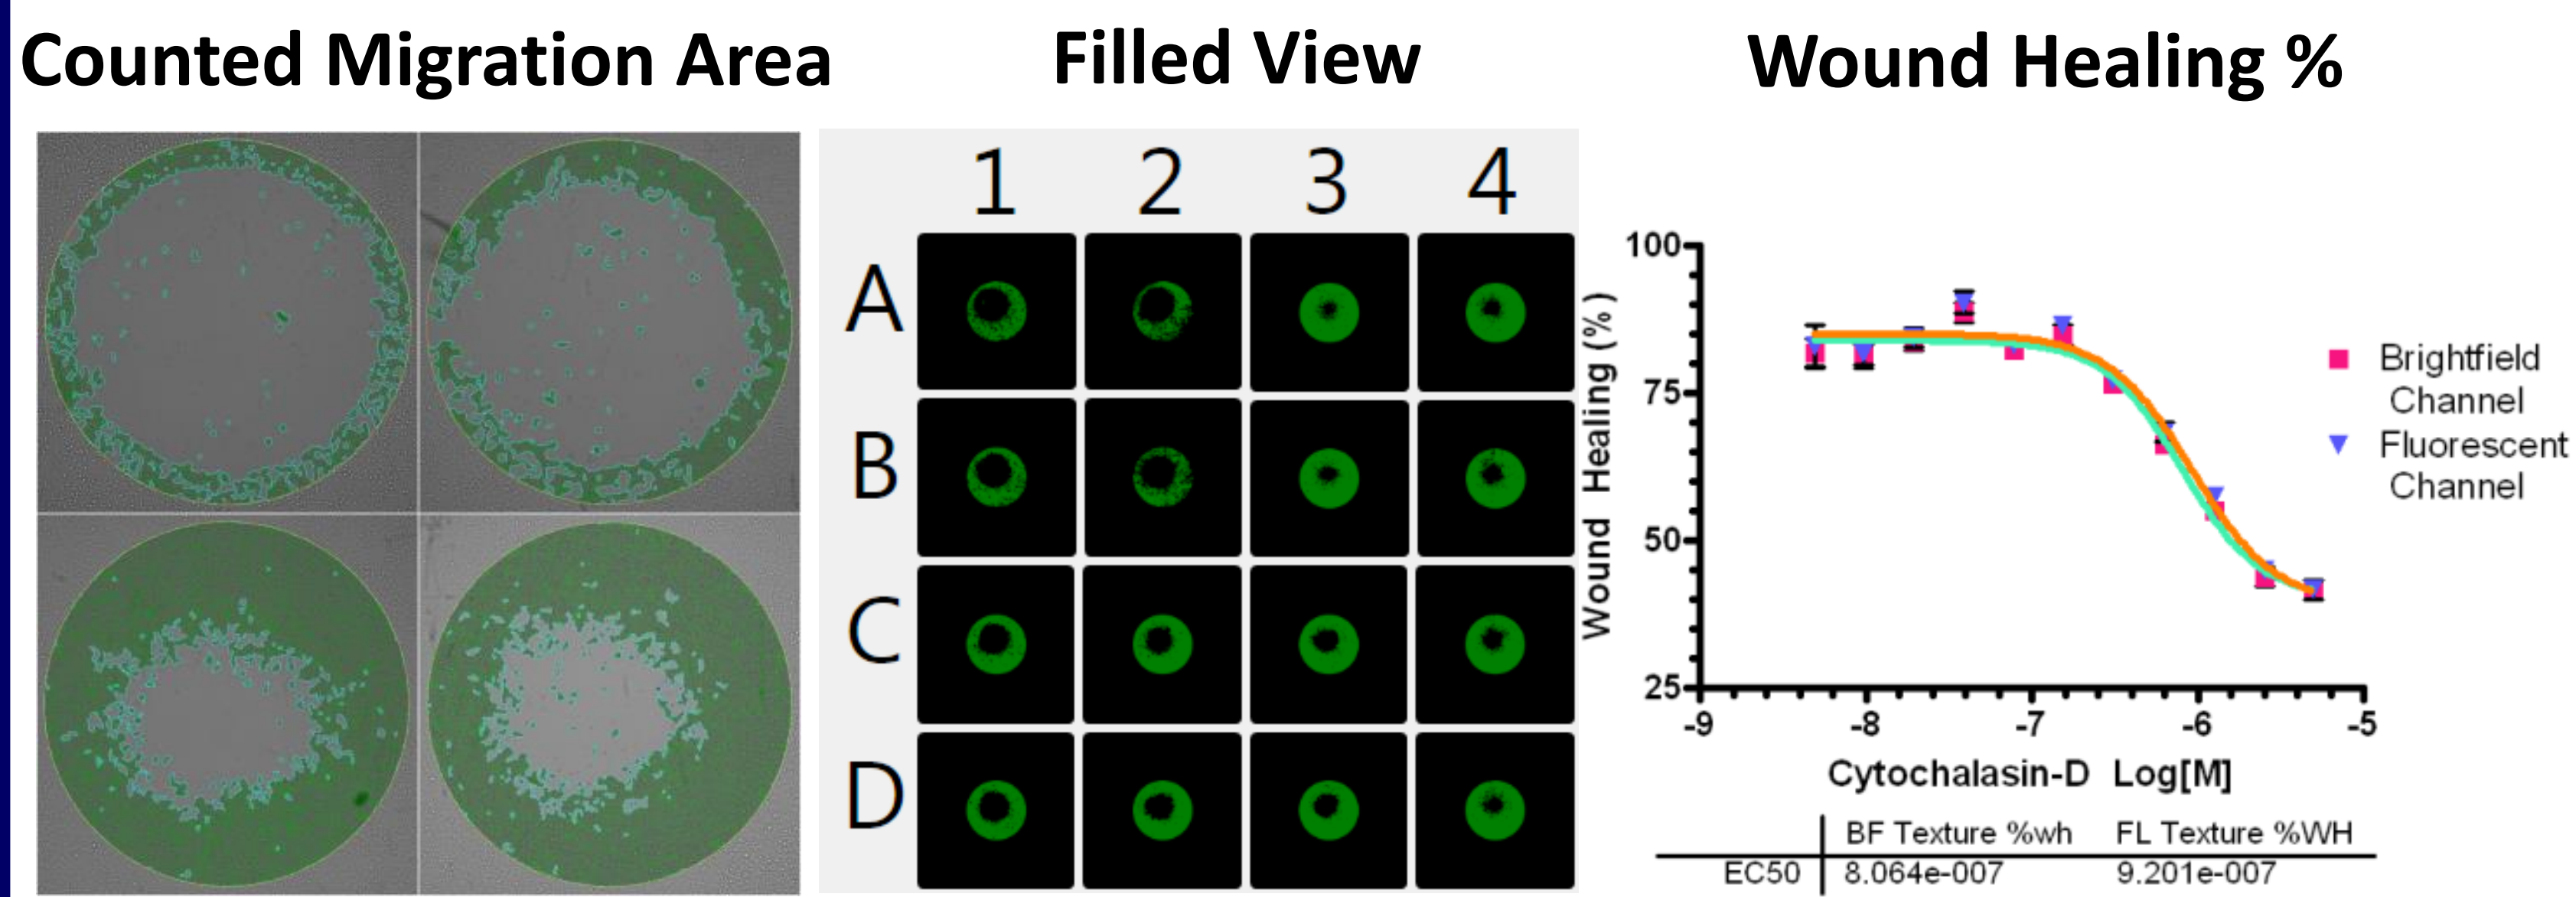 Counted Migration Area
Filled View
Wound Healing %
1 2 3 4
A
B
C
D
Wound Healing (%)
100
75
50
25
-9 -8 -7 -6 -5
Cytochalasin-D Log[M]
Brightfield
Channel
Fluorescent
Channel
BF Texture %wh FL Texture %WH
EC50 8.064e-007 9.201e-007